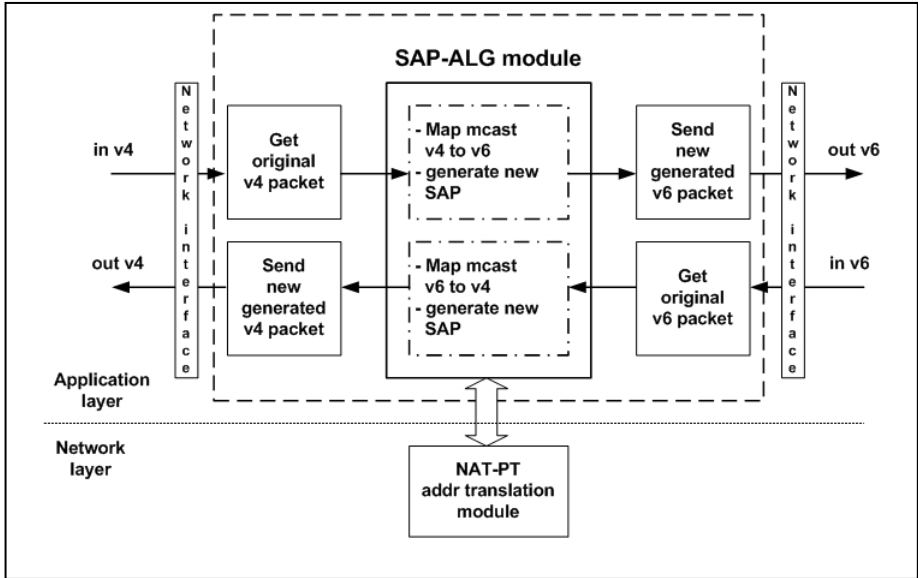 SAP-ALG module
Network interface
in v4
Get
original
v4 packet
- Map mcast
v4 to v6
- generate new
SAP
Send
new
generated
v6 packet
Network interface
out v6
out v4
Send
new
generated
v4 packet
- Map mcast
v6 to v4
- generate new
SAP
Get
original
v6 packet
in v6
Application
layer
Network
layer
NAT-PT
addr translation
module